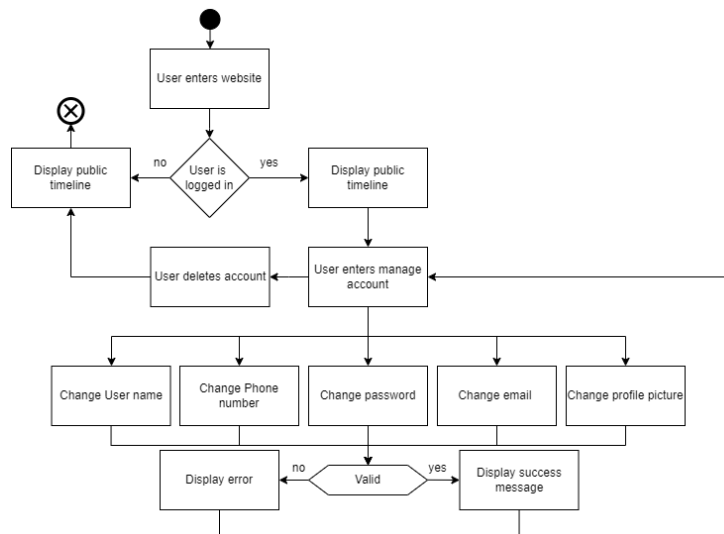 User enters website
Display public
timeline
no
User is
logged in
yes
Display public
timeline
User deletes account
User enters manage
account
Change User name
Change Phone
number
Change password
Change email
Change profile picture
Display error
no
Valid
yes
Display success
message